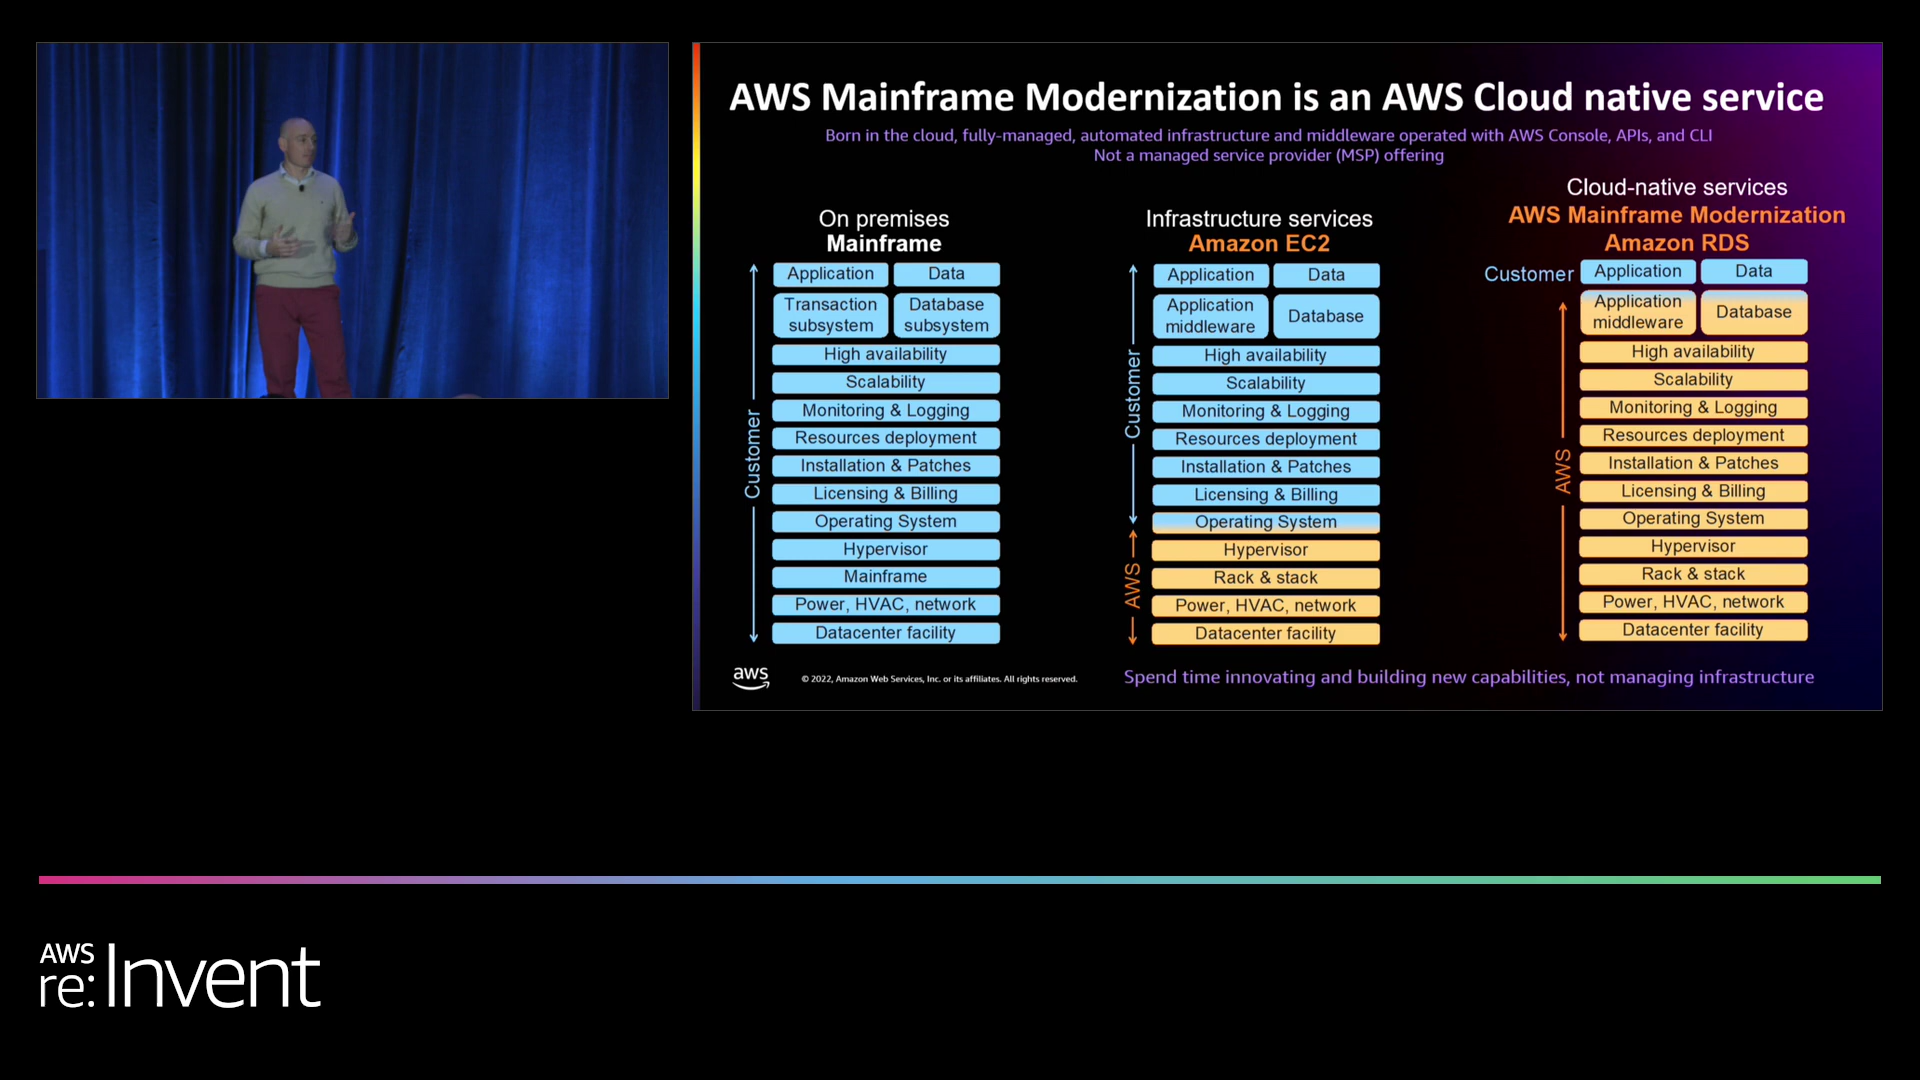 AWS Mainframe Modernization is an AWS Cloud native service
Born in the cloud, fully-managed, automated infrastructure and middleware operated with AWS Console, APIs, and CLI
Not a managed service provider (MSP) offering
On premises
Mainframe
Customer
Application
Data
Transaction
subsystem
Database
subsystem
High availability
Scalability
Monitoring & Logging
Resources deployment
Installation & Patches
Licensing & Billing
Operating System
Hypervisor
Mainframe
Power, HVAC, network
Datacenter facility
Infrastructure services
Amazon EC2
Customer
AWS
Application
Data
Application
middleware
Database
High availability
Scalability
Monitoring & Logging
Resources deployment
Installation & Patches
Licensing & Billing
Operating System
Hypervisor
Rack & stack
Power, HVAC, network
Datacenter facility
Cloud-native services
AWS Mainframe Modernization
Amazon RDS
Customer
AWS
Application
Data
Application
middleware
Database
High availability
Scalability
Monitoring & Logging
Resources deployment
Installation & Patches
Licensing & Billing
Operating System
Hypervisor
Rack & stack
Power, HVAC, network
Datacenter facility
aws
© 2022, Amazon Web Services, Inc. or its affiliates. All rights reserved.
Spend time innovating and building new capabilities, not managing infrastructure
AWS
re:Invent